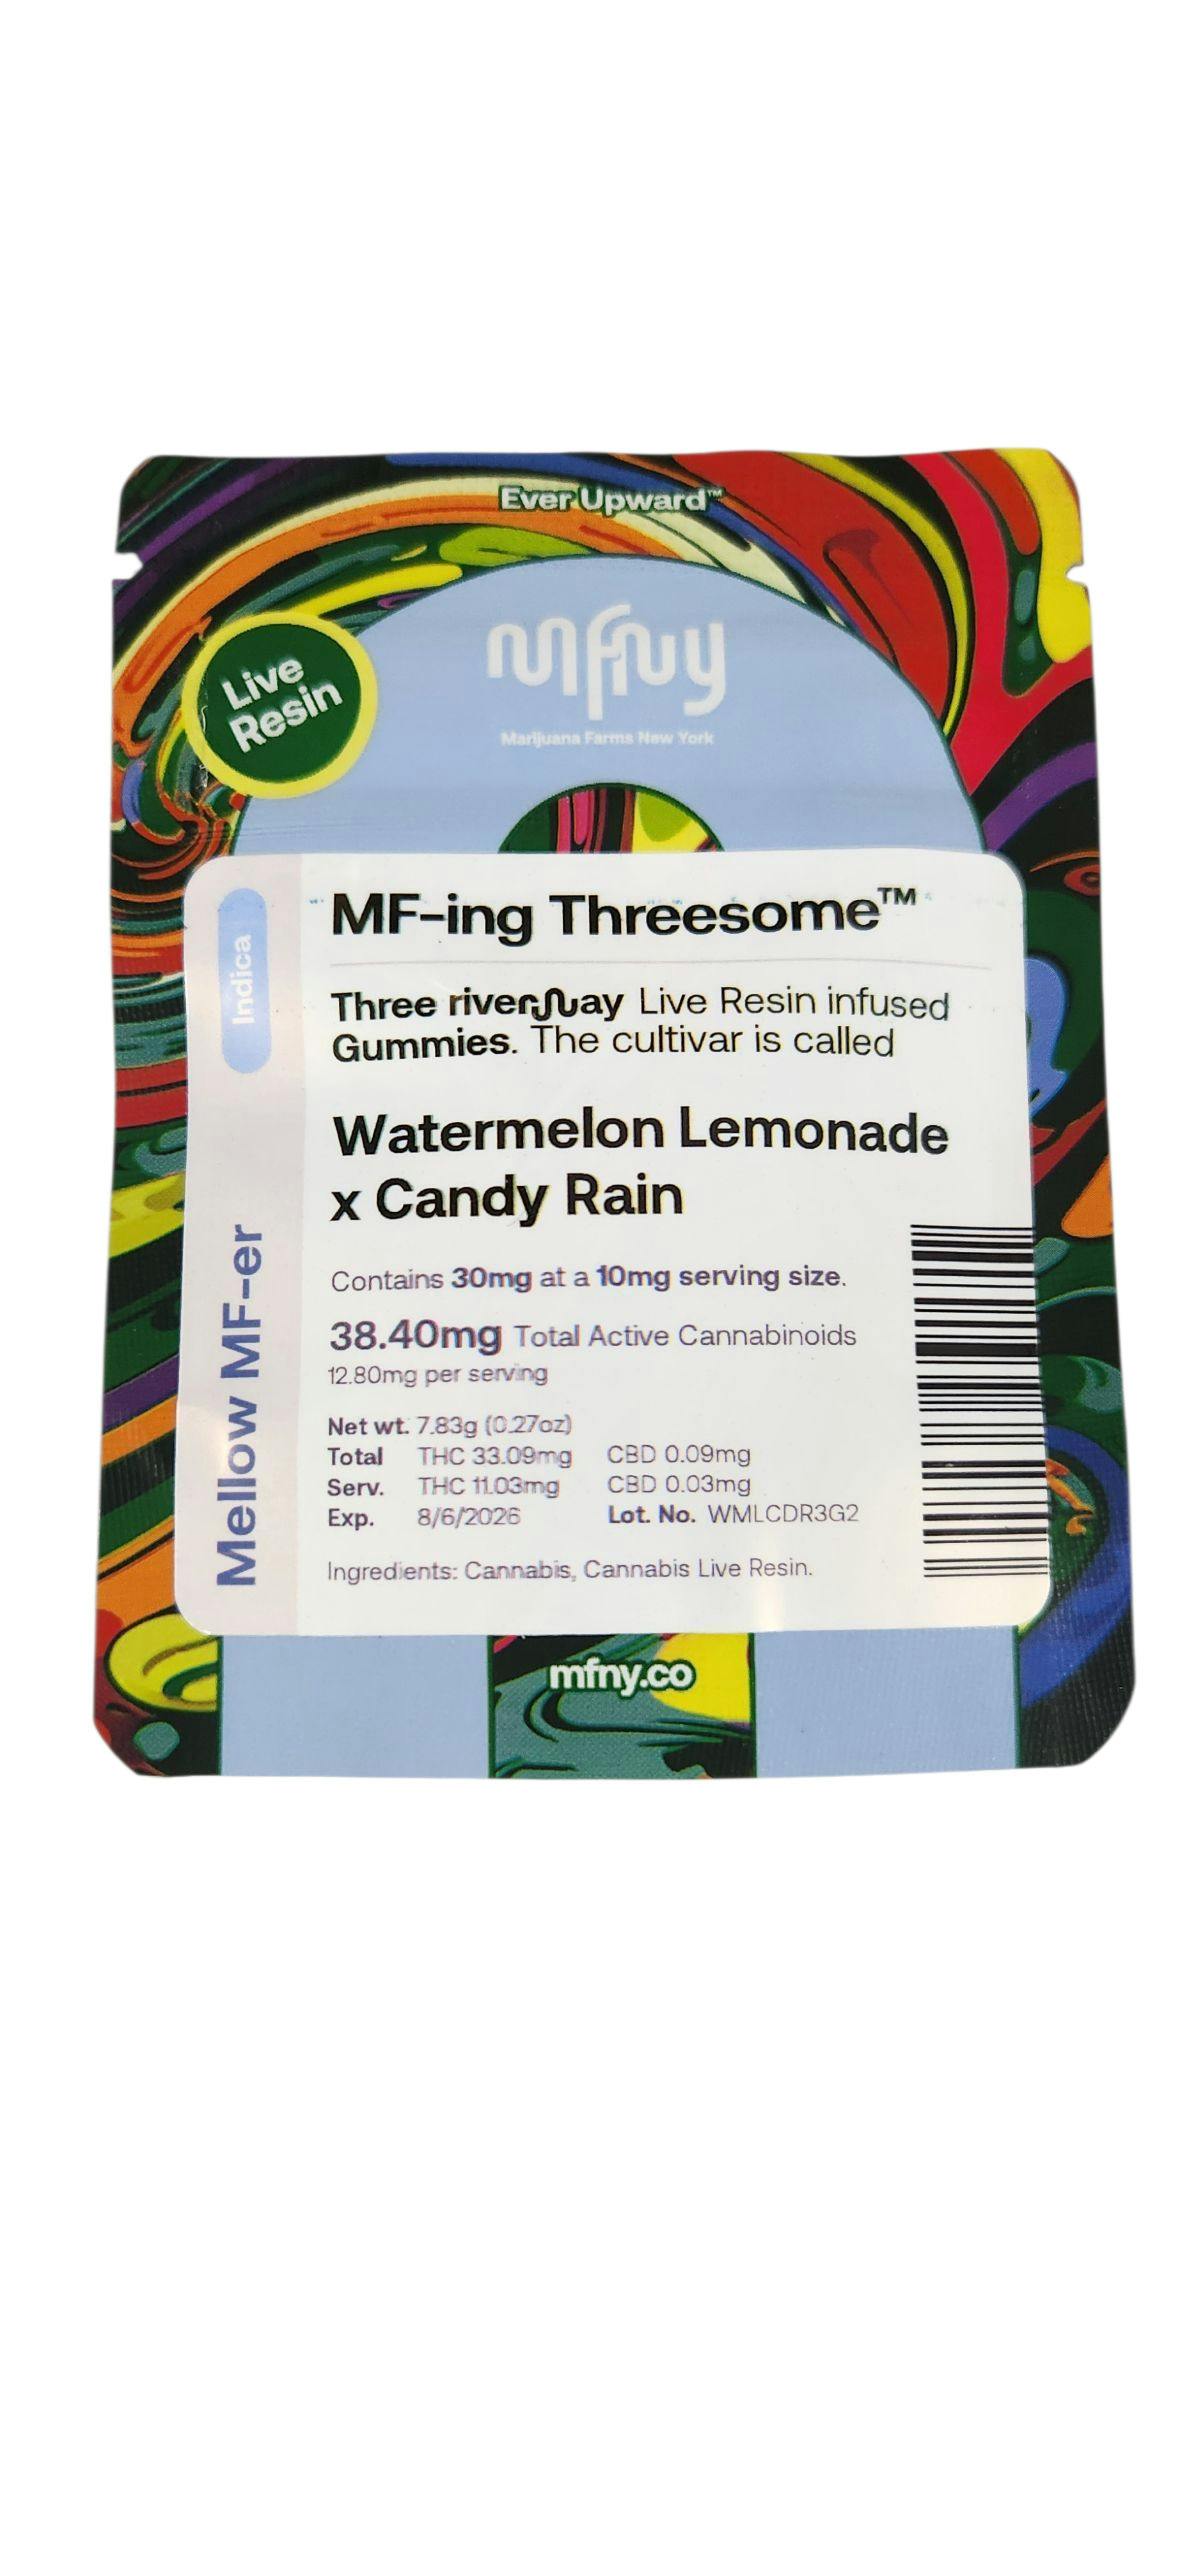 Ever Upward™
mfny
Marijuana Farms New York
Live
Resin
Indica
Mellow MF-er
MF-ing Threesome™
Three river Way Live Resin infused
Gummies. The cultivar is called
Watermelon Lemonade
x Candy Rain
Contains 30mg at a 10mg serving size.
38.40mg Total Active Cannabinoids
12.80mg per serving
Net wt. 7.83g (0.27oz)
Total THC 33.09mg CBD 0.09mg
Serv. THC 11.03mg CBD 0.03mg
Exp. 8/6/2026 Lot. No. WMLCDR3G2
Ingredients: Cannabis, Cannabis Live Resin.
mfny.co